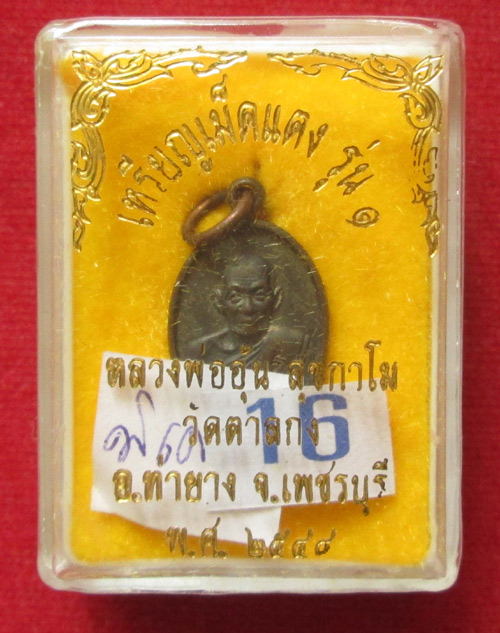 เหรียญเม็ดแตง รุ่น ๑
หลวงพ่ออุ้น สุขกาโม
วัดตาลกง
16
อ.ท่ายาง จ.เพชรบุรี
พ.ศ. ๒๕๔๘